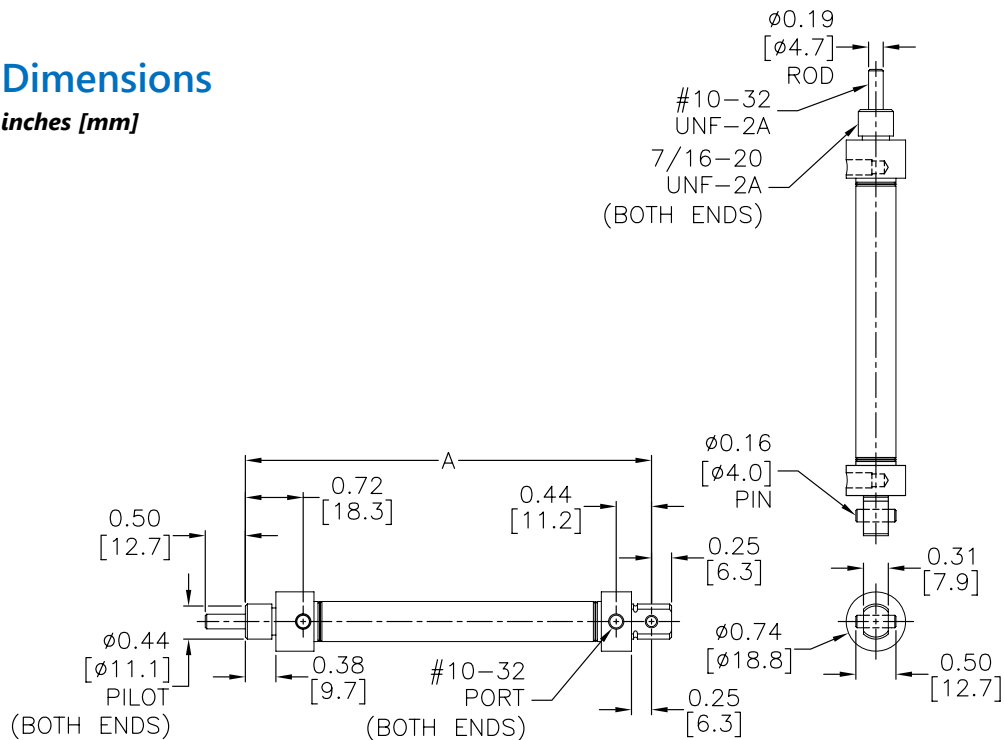 Dimensions
inches [mm]
ø0.19
[ø4.7]
ROD
#10-32
UNF-2A
7/16-20
UNF-2A
(BOTH ENDS)
A
0.72
[18.3]
0.44
[11.2]
0.50
[12.7]
0.25
[6.3]
ø0.44
[ø11.1]
PILOT
(BOTH ENDS)
0.38
[9.7]
#10-32
PORT
(BOTH ENDS)
0.25
[6.3]
ø0.16
[ø4.0]
PIN
0.31
[7.9]
ø0.74
[ø18.8]
0.50
[12.7]